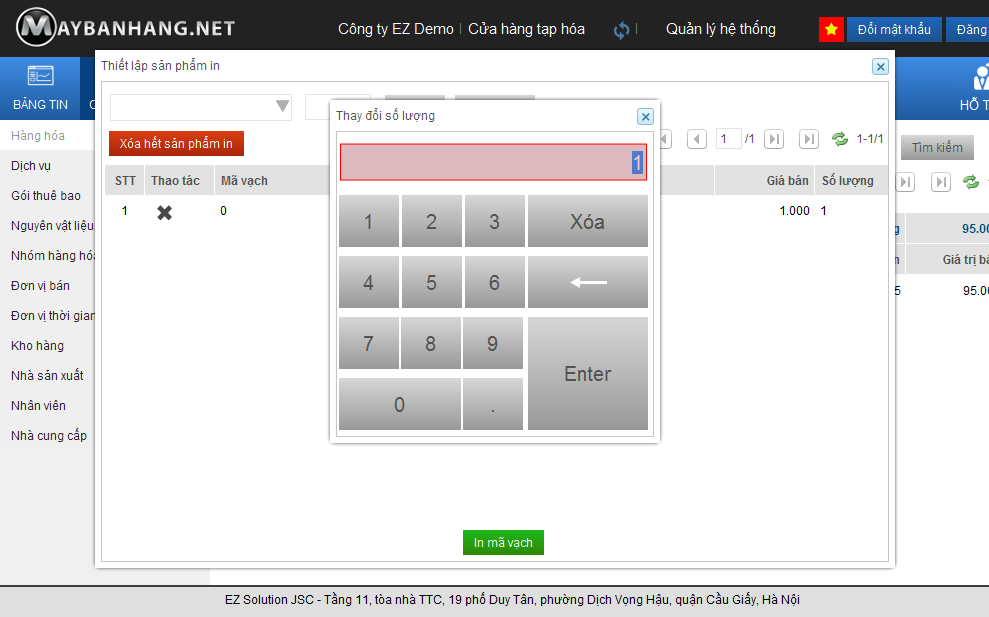 MAYBANHANG.NET
Công ty EZ Demo | Cửa hàng tạp hóa | Quản lý hệ thống
Đổi mật khẩu
Đăng
BẢNG TIN
HỖ T
Thiết lập sản phẩm in
Thay đổi số lượng
Hàng hóa
Dịch vụ
Gói thuê bao
Nguyên vật liệu
Nhóm hàng hóa
Đơn vị bán
Đơn vị thời gian
Kho hàng
Nhà sản xuất
Nhân viên
Nhà cung cấp
Xóa hết sản phẩm in
1 /1
1-1/1
Tìm kiếm
STT Thao tác Mã vạch Giá bán Số lượng
1 0 1.000 1
1
1 2 3 Xóa
4 5 6
7 8 9
Enter
0 .
95.00
Giá trị bá
95.00
In mã vạch
EZ Solution JSC - Tầng 11, tòa nhà TTC, 19 phố Duy Tân, phường Dịch Vọng Hậu, quận Cầu Giấy, Hà Nội